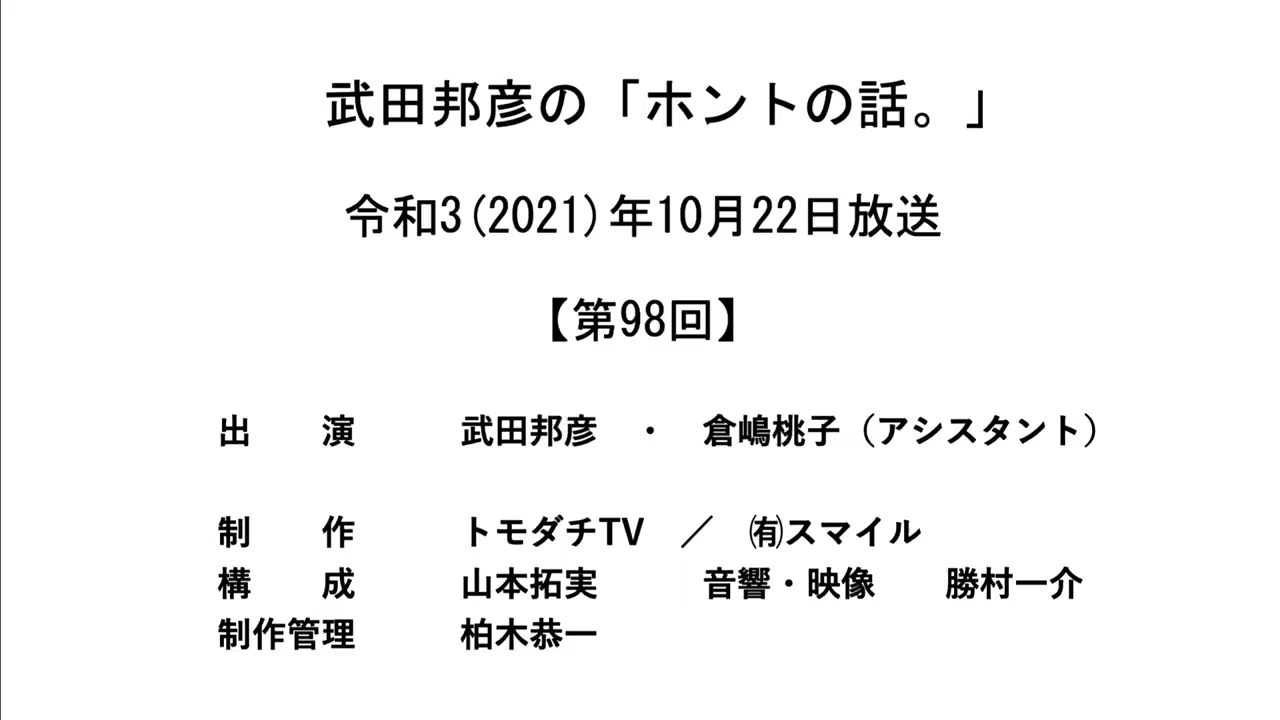 武田邦彦の「ホントの話。」
令和3(2021)年10月22日放送
【第98回】
出　　演　　　武田邦彦　・　倉嶋桃子（アシスタント）
制　　作　　　トモダチTV　／　㈲スマイル
構　　成　　　山本拓実　　　音響・映像　　勝村一介
制作管理　　　柏木恭一